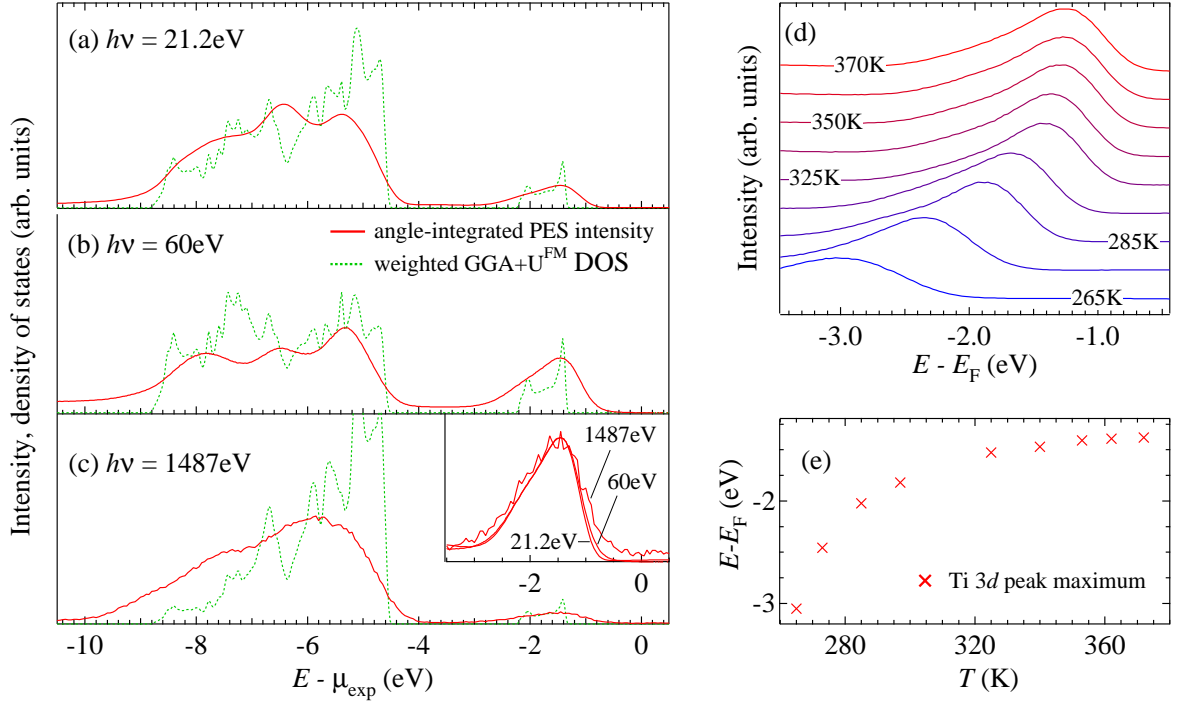 Intensity, density of states (arb. units)
(a) hν = 21.2eV
(b) hν = 60eV
angle-integrated PES intensity
weighted GGA+U^FM DOS
(c) hν = 1487eV
1487eV
60eV
21.2eV
-2 0
-10 -8 -6 -4 -2 0
E - μ_exp (eV)
(d)
Intensity (arb. units)
370K
350K
325K
285K
265K
-3.0 -2.0 -1.0
E - E_F (eV)
(e)
E-E_F (eV)
-2
-3
Ti 3d peak maximum
280 320 360
T (K)